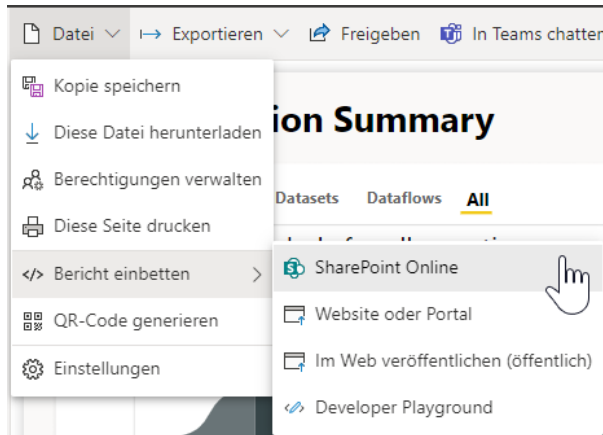 Datei Exportieren Freigeben In Teams chatten
Kopie speichern
Diese Datei herunterladen
Berechtigungen verwalten
Diese Seite drucken
</> Bericht einbetten >
QR-Code generieren
Einstellungen
ion Summary
Datasets Dataflows All
SharePoint Online
Website oder Portal
Im Web veröffentlichen (öffentlich)
Developer Playground